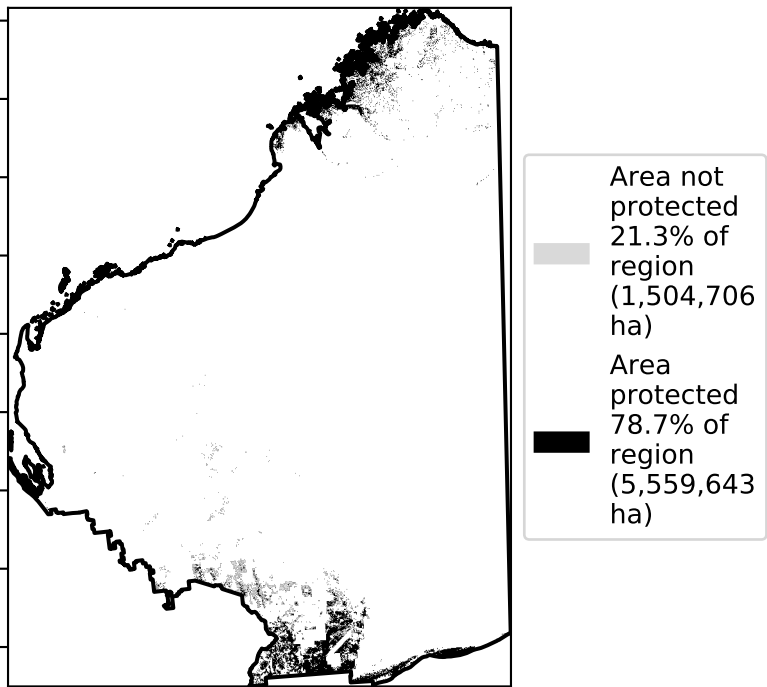 Area not
protected
21.3% of
region
(1,504,706
ha)
Area
protected
78.7% of
region
(5,559,643
ha)